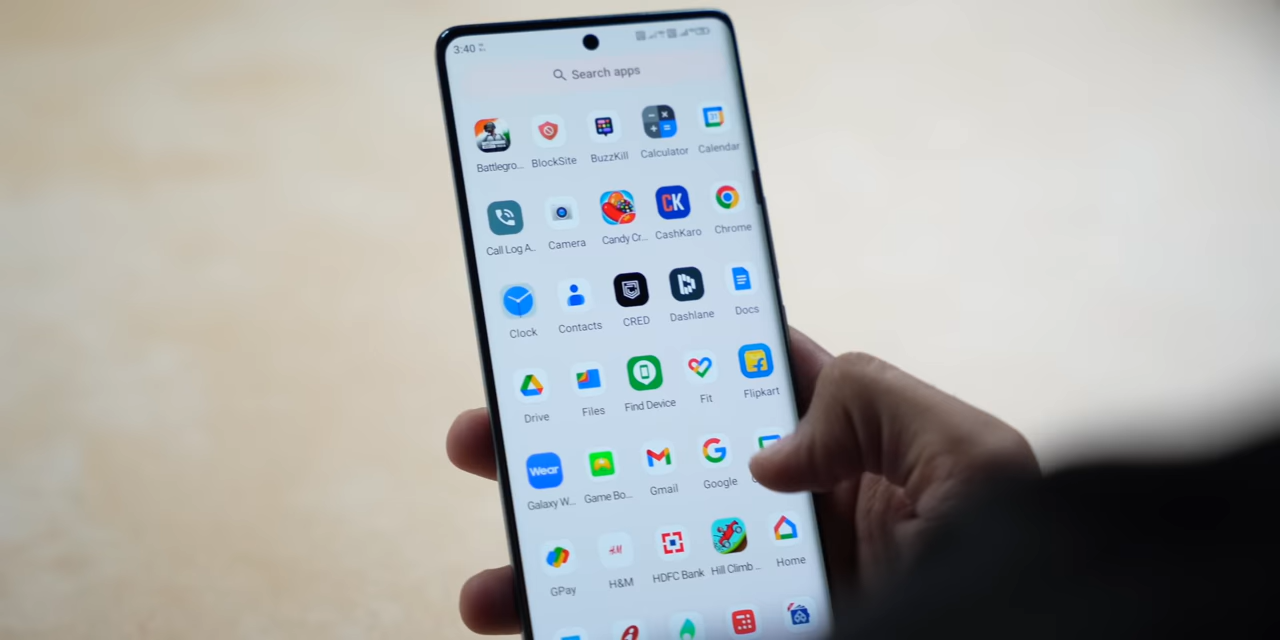 3:40
Search apps
Battlegro... BlockSite BuzzKill Calculator Calendar
CK
Call Log A.. Camera Candy Cr... CashKaro Chrome
Clock Contacts CRED Dashlane Docs
Drive Files Find Device Fit Flipkart
Wear
Galaxy W... Game Bo... Gmail Google
H&M
GPay H&M HDFC Bank Hill Climb ... Home